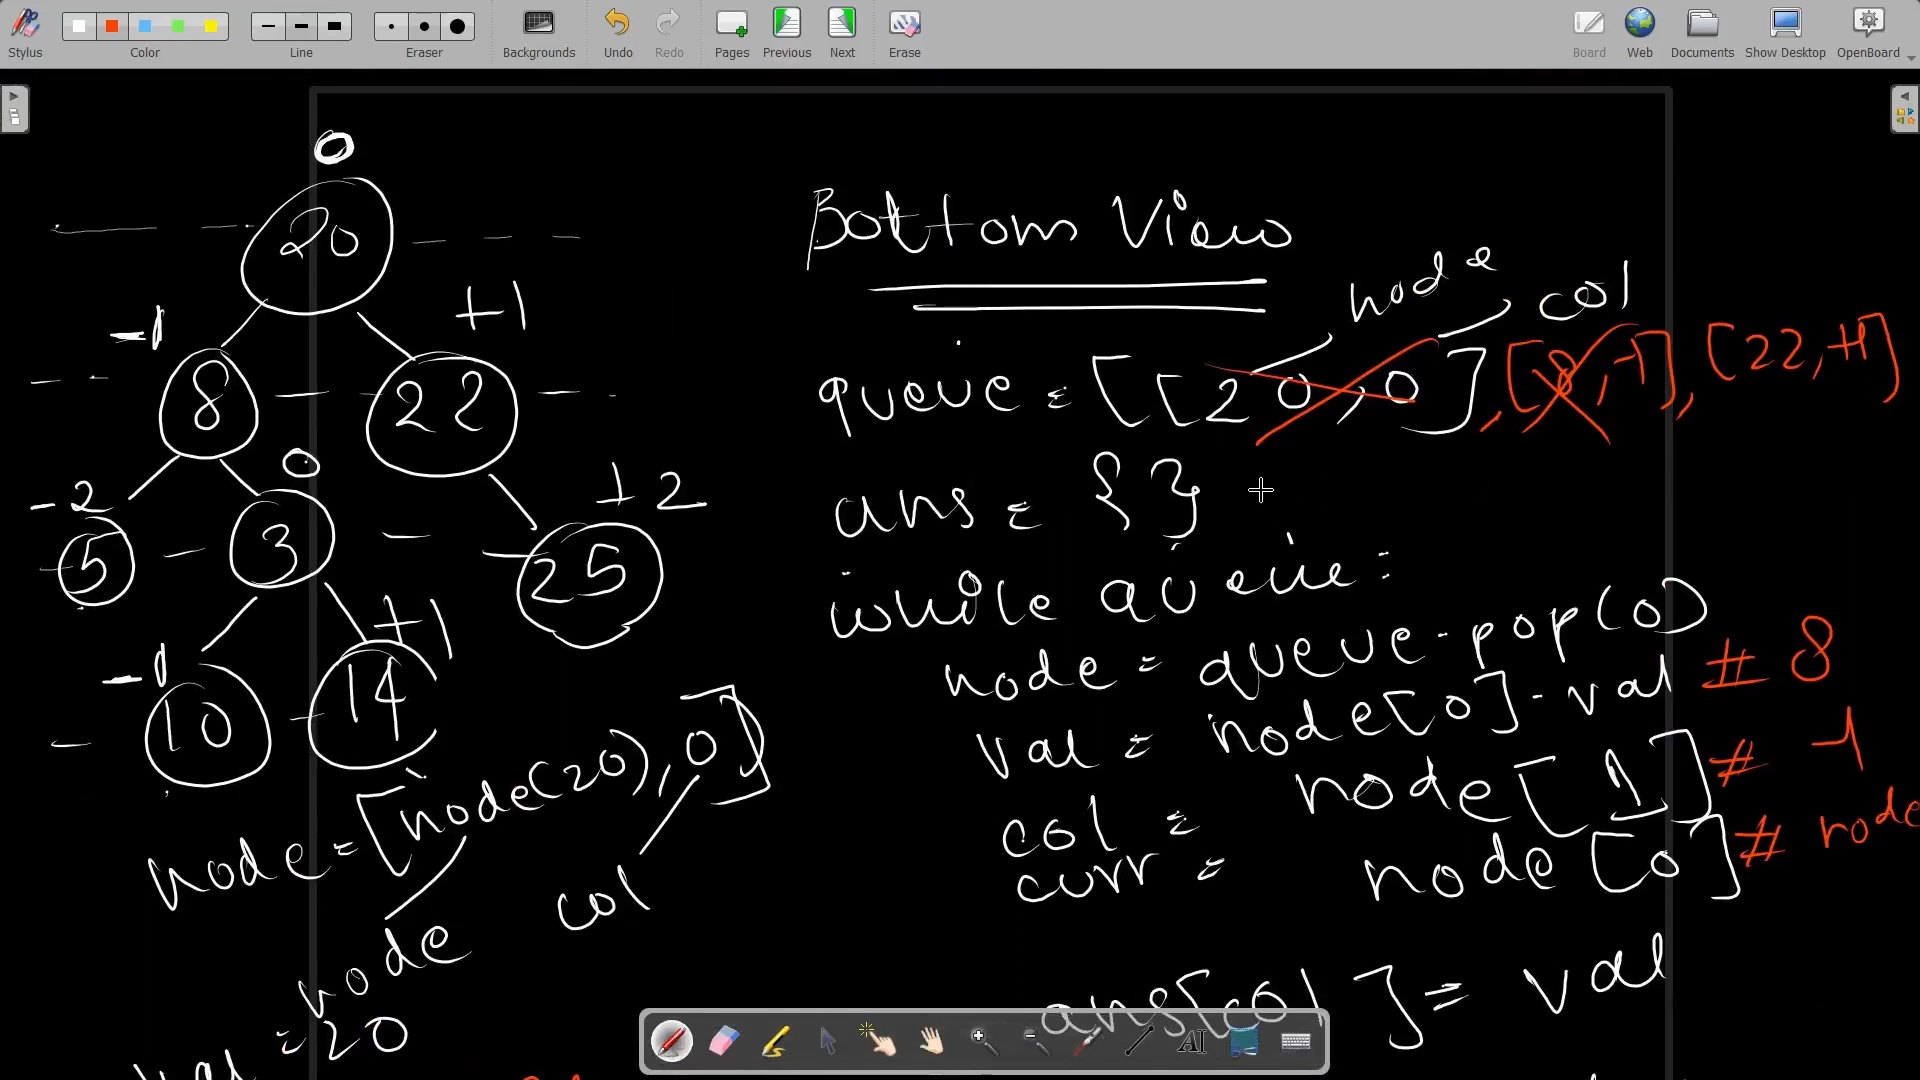 Stylus Color Line Eraser Backgrounds Undo Redo Pages Previous Next Erase Board Web Documents Show Desktop OpenBoard
0
20
-1 +1
8 22
-2 0 +2
5 3 25
-1 +1
10 14
node = [node(20), 0]
node col
val = 20
Bottom View
node col
queue = [[20, 0], [8, -1], [22, +1]
ans = { }
while queue:
node = queue.pop(0)
val = node[0].val # 8
col = node[1] # -1
curr = node[0] # node
ans[col] = val
AI